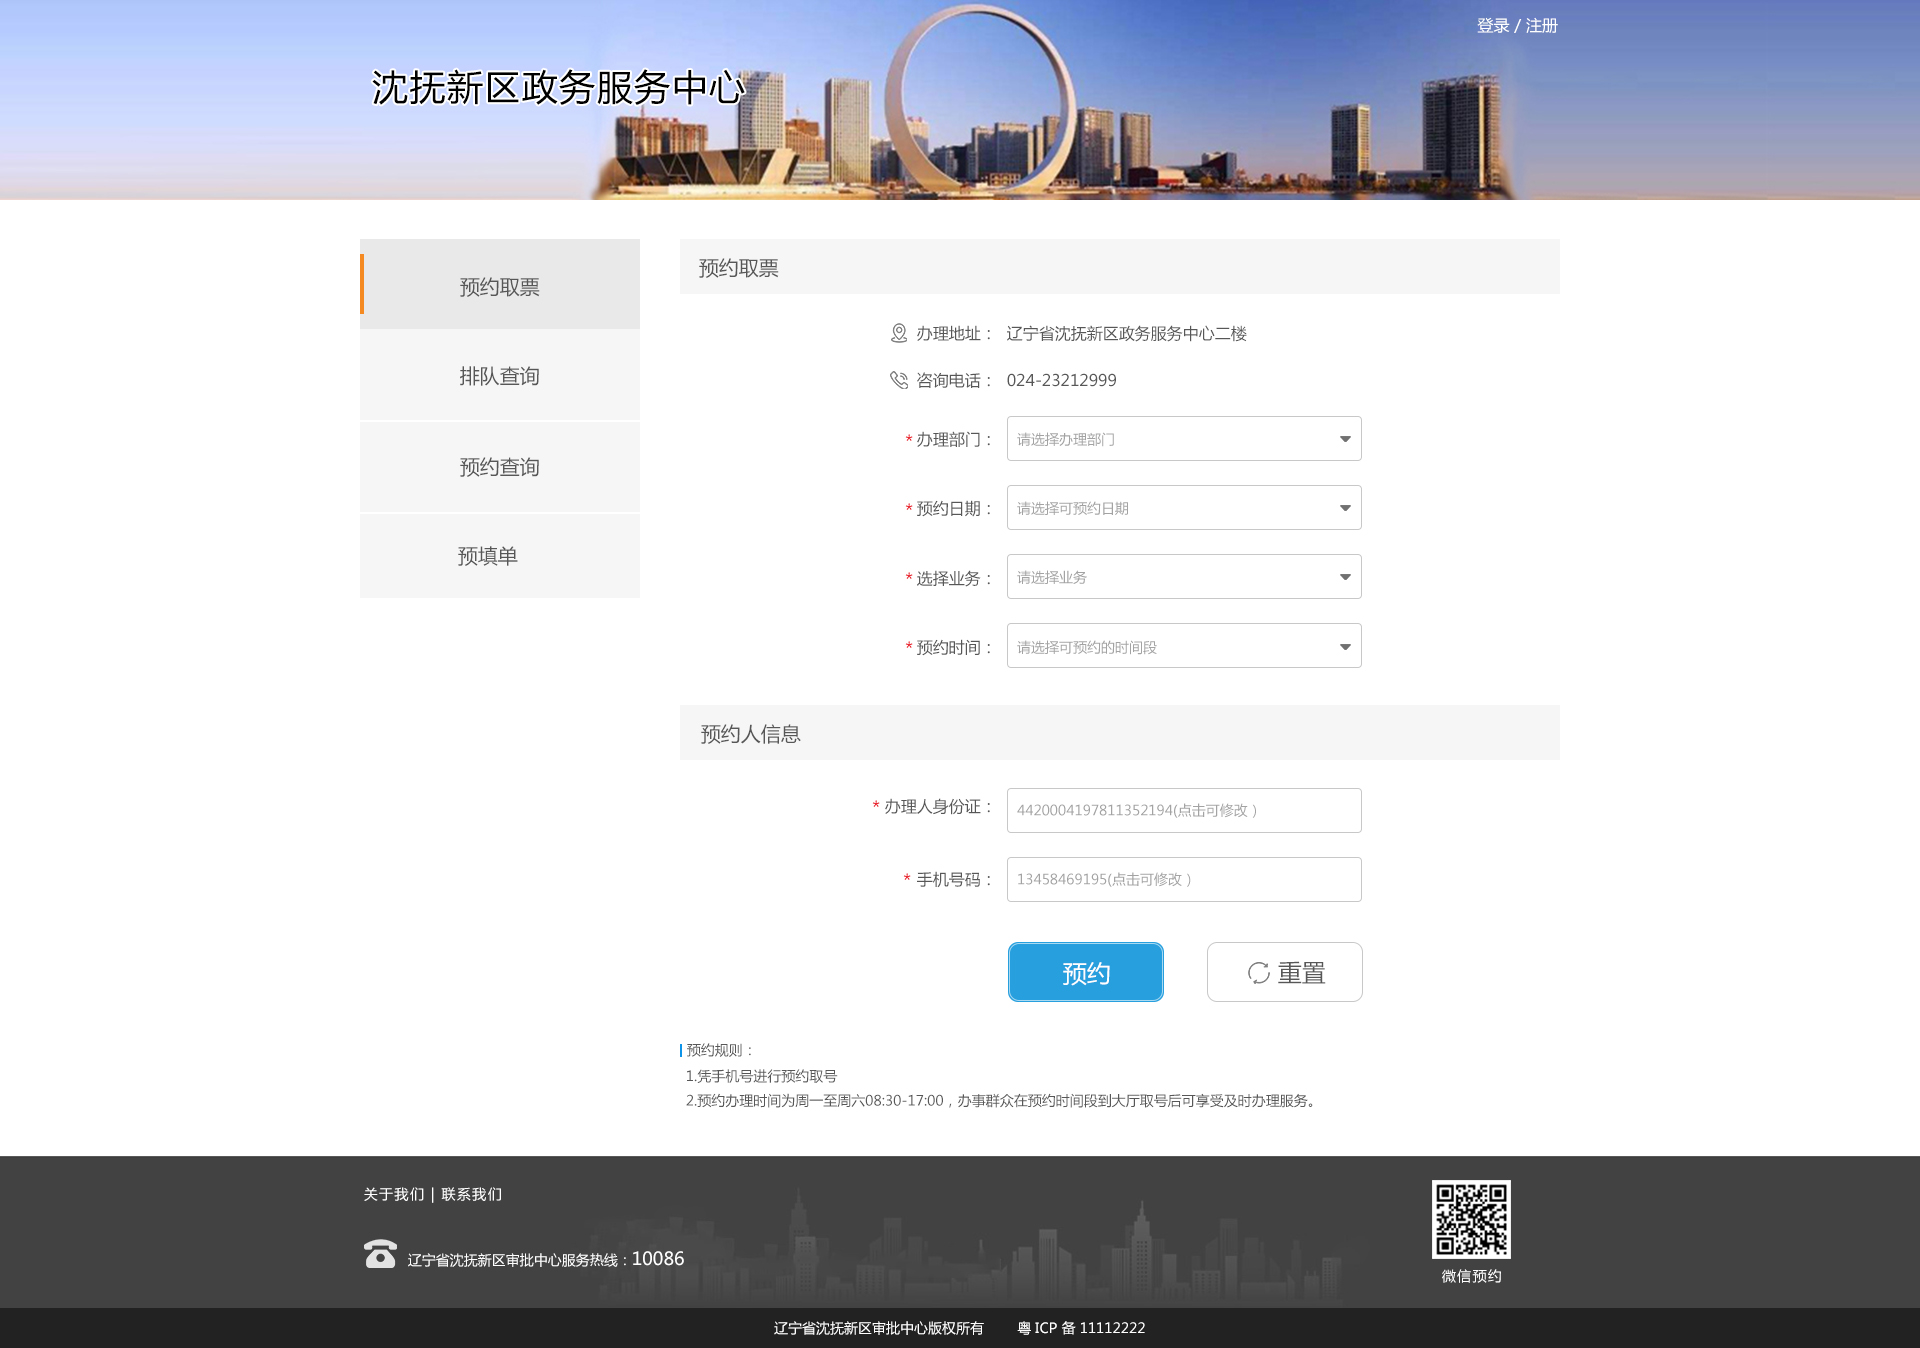 登录 / 注册
沈抚新区政务服务中心
预约取票
排队查询
预约查询
预填单
预约取票
办理地址： 辽宁省沈抚新区政务服务中心二楼
咨询电话： 024-23212999
* 办理部门： 请选择办理部门
* 预约日期： 请选择可预约日期
* 选择业务： 请选择业务
* 预约时间： 请选择可预约的时间段
预约人信息
* 办理人身份证： 4420004197811352194(点击可修改）
* 手机号码： 13458469195(点击可修改）
预约 重置
预约规则：
1.凭手机号进行预约取号
2.预约办理时间为周一至周六08:30-17:00，办事群众在预约时间段到大厅取号后可享受及时办理服务。
关于我们 | 联系我们
辽宁省沈抚新区审批中心服务热线：10086
微信预约
辽宁省沈抚新区审批中心版权所有 粤 ICP 备 11112222